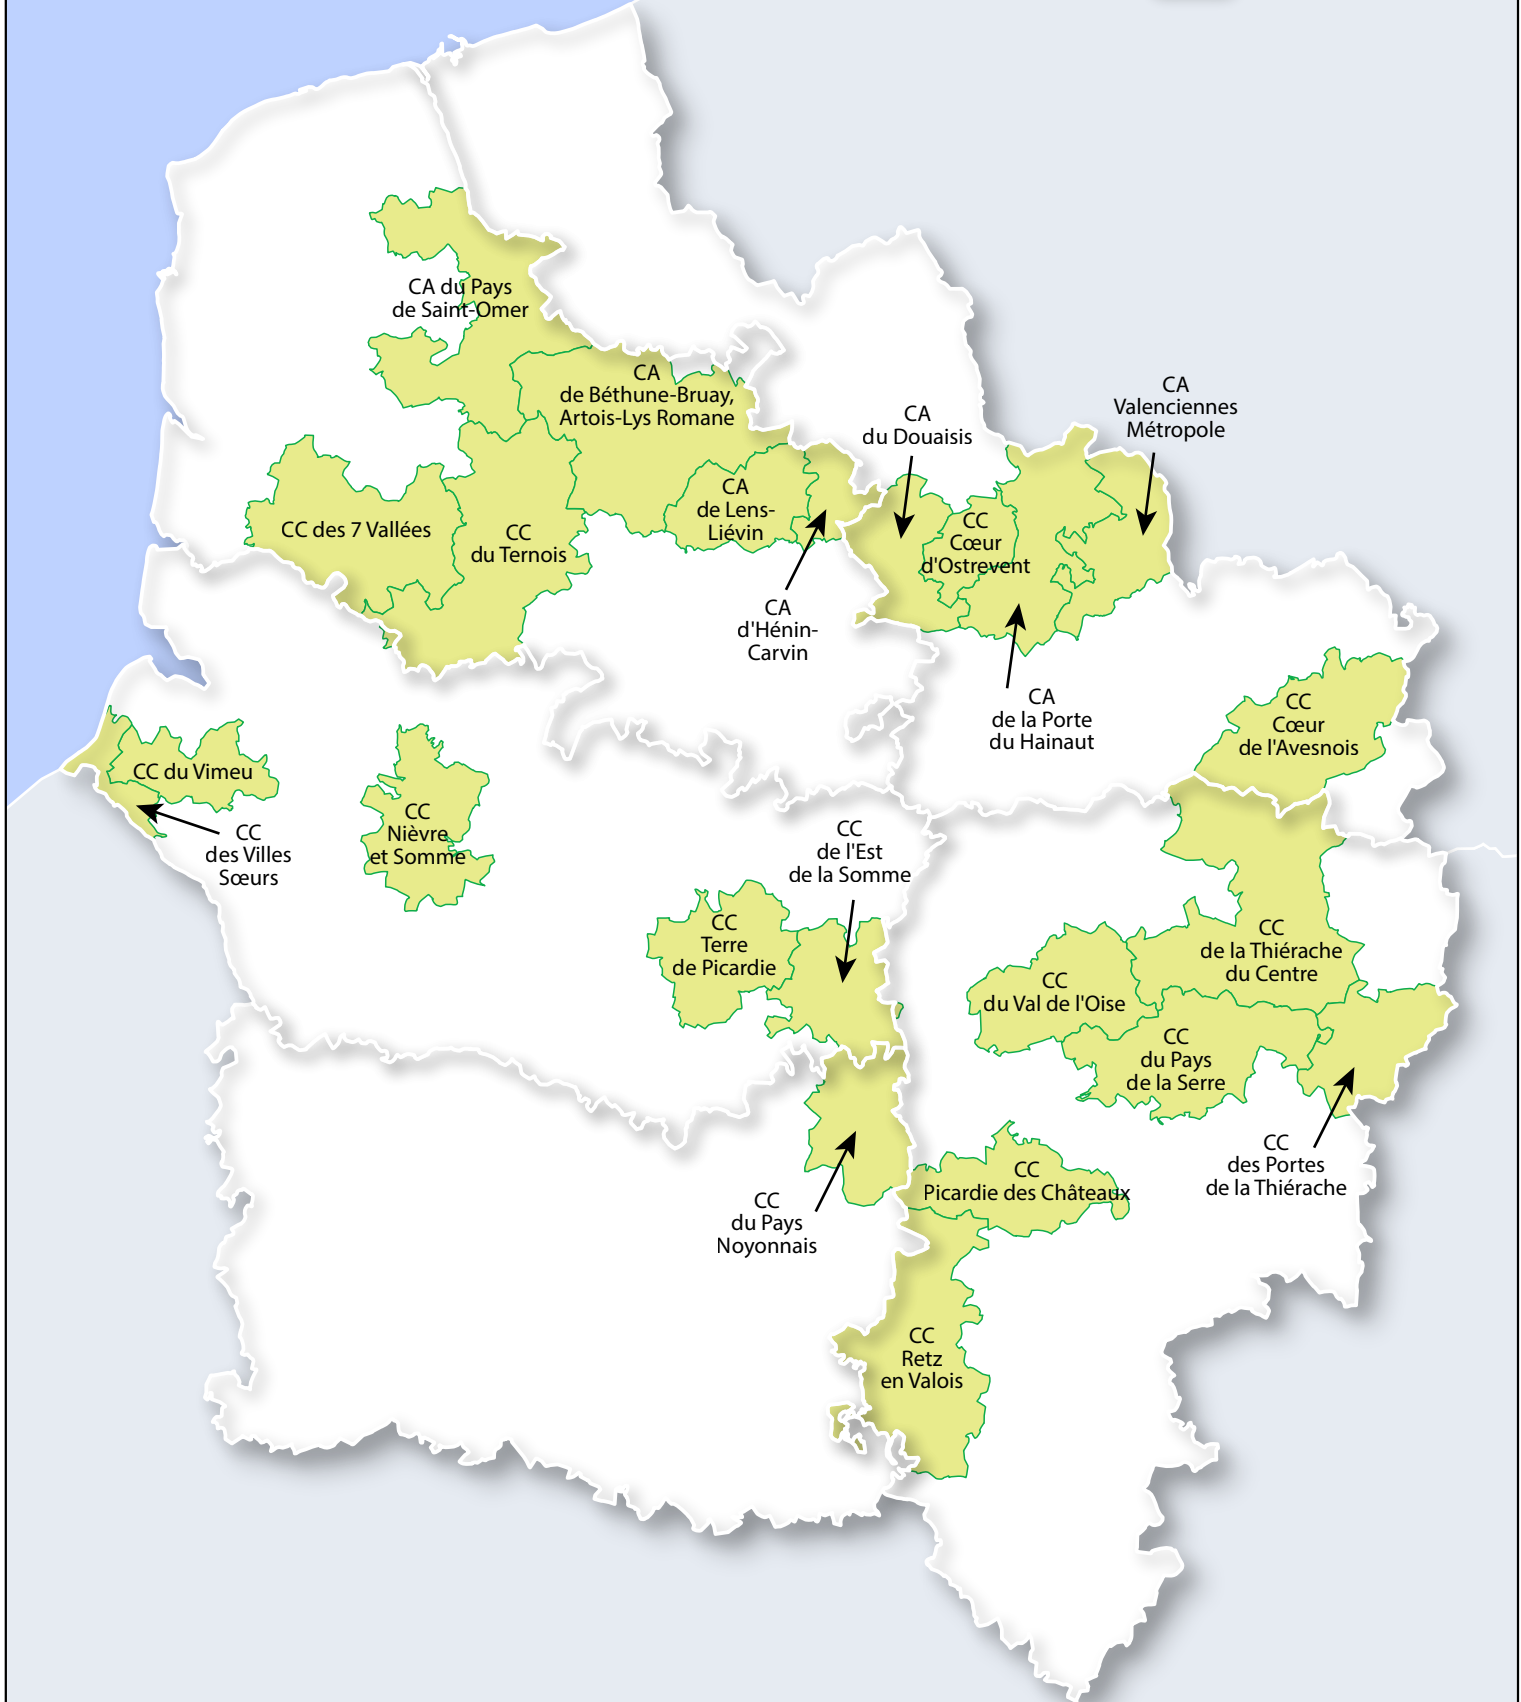 CA du Pays
de Saint-Omer
CA
de Béthune-Bruay,
Artois-Lys Romane
CA
Valenciennes
Métropole
CA
du Douaisis
CC des 7 Vallées
CC
du Ternois
CA
de Lens-
Liévin
CC
Cœur
d'Ostrevent
CA
d'Hénin-
Carvin
CA
de la Porte
du Hainaut
CC
Cœur
de l'Avesnois
CC du Vimeu
CC
des Villes
Sœurs
CC
Nièvre
et Somme
CC
de l'Est
de la Somme
CC
Terre
de Picardie
CC
de la Thiérache
du Centre
CC
du Val de l'Oise
CC
du Pays
de la Serre
CC
des Portes
de la Thiérache
CC
Picardie des Châteaux
CC
du Pays
Noyonnais
CC
Retz
en Valois